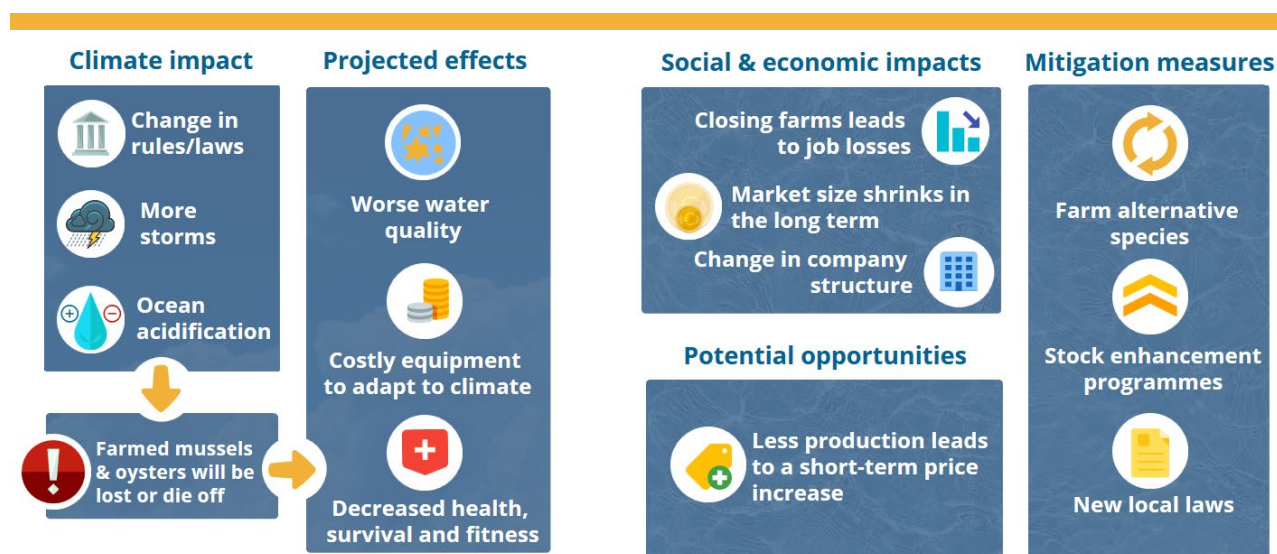 Climate impact
Change in
rules/laws
More
storms
Ocean
acidification
Farmed mussels
& oysters will be
lost or die off
Projected effects
Worse water
quality
Costly equipment
to adapt to climate
Decreased health,
survival and fitness
Social & economic impacts
Closing farms leads
to job losses
Market size shrinks in
the long term
Change in company
structure
Potential opportunities
Less production leads
to a short-term price
increase
Mitigation measures
Farm alternative
species
Stock enhancement
programmes
New local laws